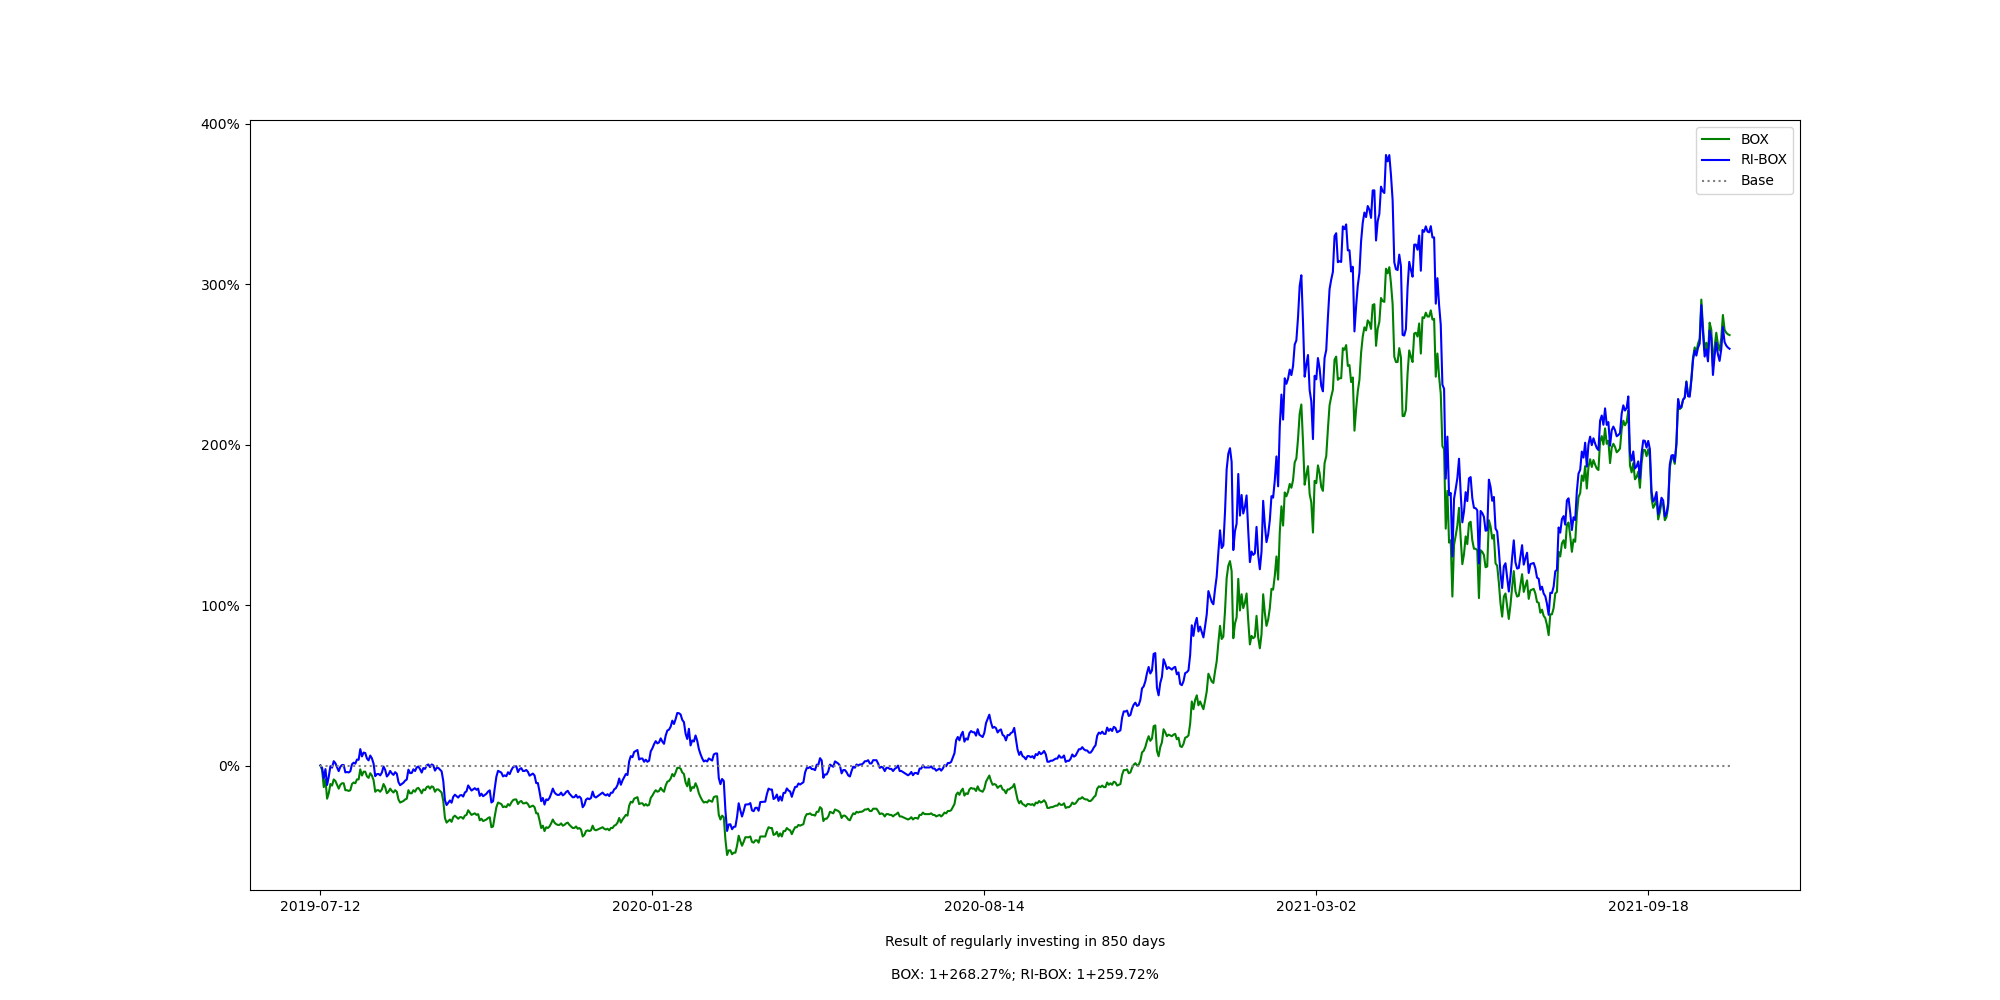 400%
300%
200%
100%
0%
BOX
RI-BOX
Base
2019-07-12
2020-01-28
2020-08-14
2021-03-02
2021-09-18
Result of regularly investing in 850 days
BOX: 1+268.27%; RI-BOX: 1+259.72%